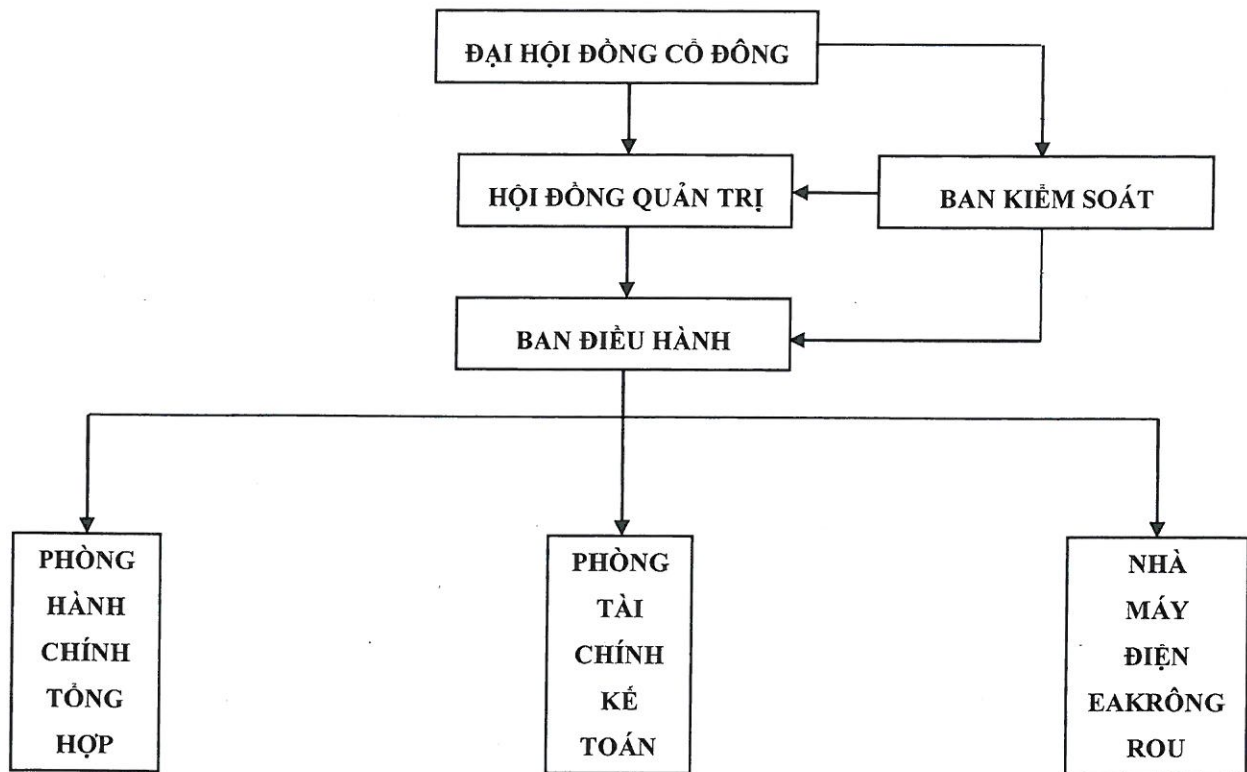 ĐẠI HỘI ĐỒNG CỔ ĐÔNG
HỘI ĐỒNG QUẢN TRỊ
BAN KIỂM SOÁT
BAN ĐIỀU HÀNH
PHÒNG
HÀNH
CHÍNH
TỔNG
HỢP
PHÒNG
TÀI
CHÍNH
KẾ
TOÁN
NHÀ
MÁY
ĐIỆN
EAKRÔNG
ROU